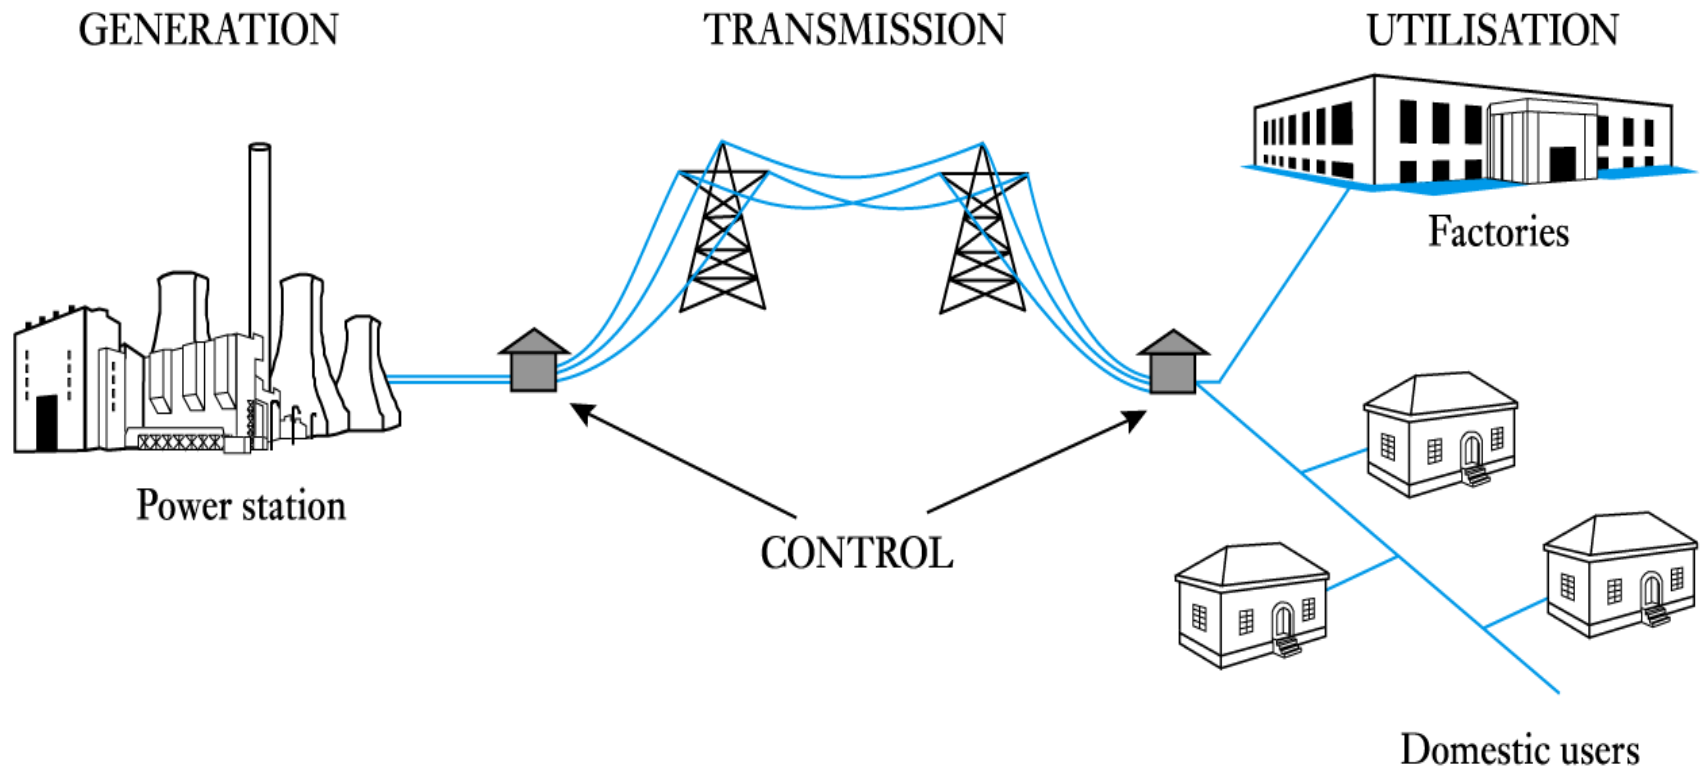 GENERATION
TRANSMISSION
UTILISATION
Factories
Power station
CONTROL
Domestic users